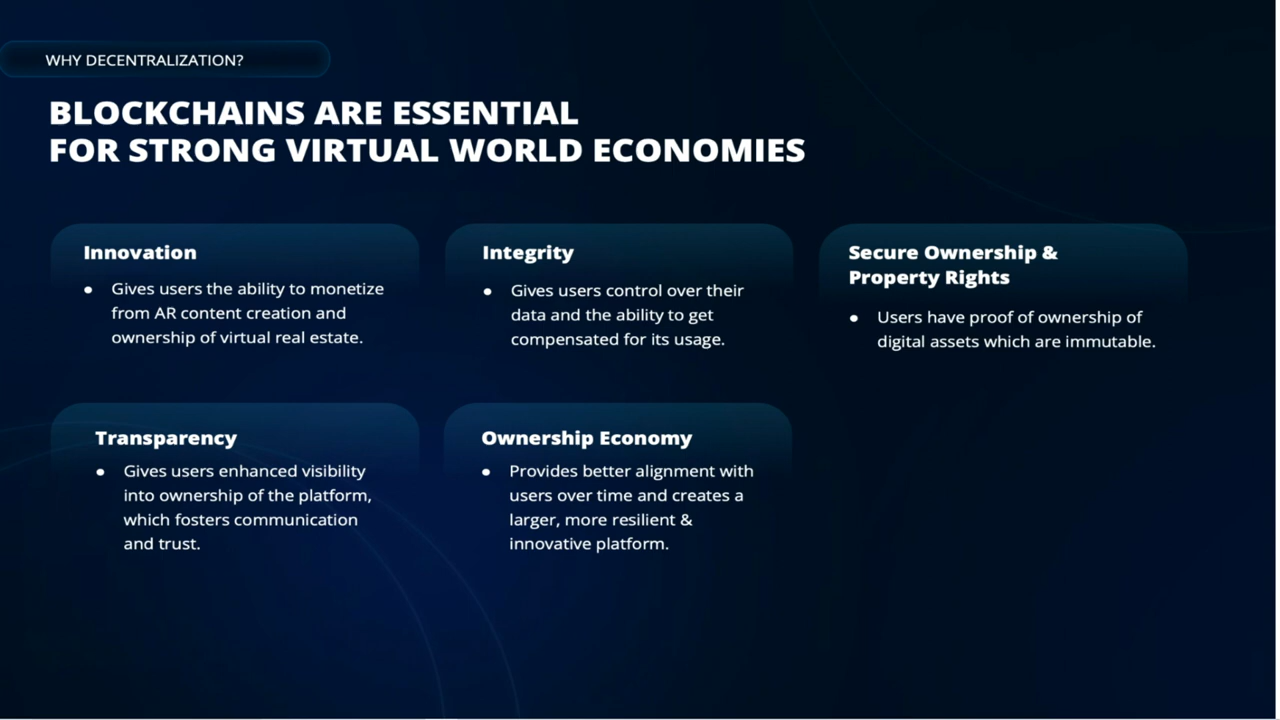 WHY DECENTRALIZATION?
BLOCKCHAINS ARE ESSENTIAL
FOR STRONG VIRTUAL WORLD ECONOMIES
Innovation
● Gives users the ability to monetize
from AR content creation and
ownership of virtual real estate.
Integrity
● Gives users control over their
data and the ability to get
compensated for its usage.
Secure Ownership &
Property Rights
● Users have proof of ownership of
digital assets which are immutable.
Transparency
● Gives users enhanced visibility
into ownership of the platform,
which fosters communication
and trust.
Ownership Economy
● Provides better alignment with
users over time and creates a
larger, more resilient &
innovative platform.